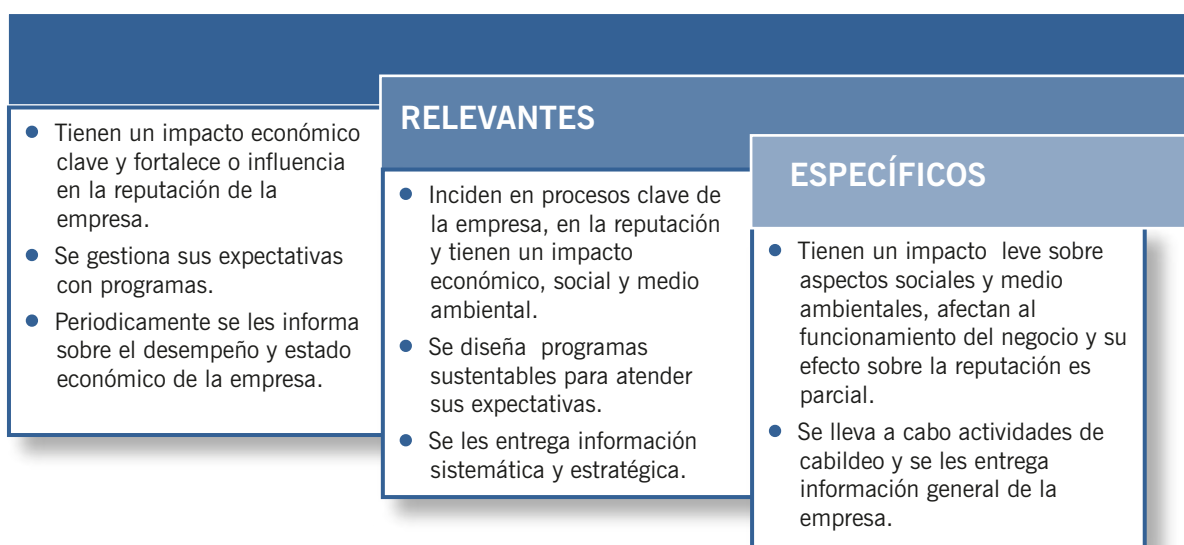 ● Tienen un impacto económico
clave y fortalece o influencia
en la reputación de la
empresa.
● Se gestiona sus expectativas
con programas.
● Periodicamente se les informa
sobre el desempeño y estado
económico de la empresa.
RELEVANTES
● Inciden en procesos clave de
la empresa, en la reputación
y tienen un impacto
económico, social y medio
ambiental.
● Se diseña programas
sustentables para atender
sus expectativas.
● Se les entrega información
sistemática y estratégica.
ESPECÍFICOS
● Tienen un impacto leve sobre
aspectos sociales y medio
ambientales, afectan al
funcionamiento del negocio y su
efecto sobre la reputación es
parcial.
● Se lleva a cabo actividades de
cabildeo y se les entrega
información general de la
empresa.